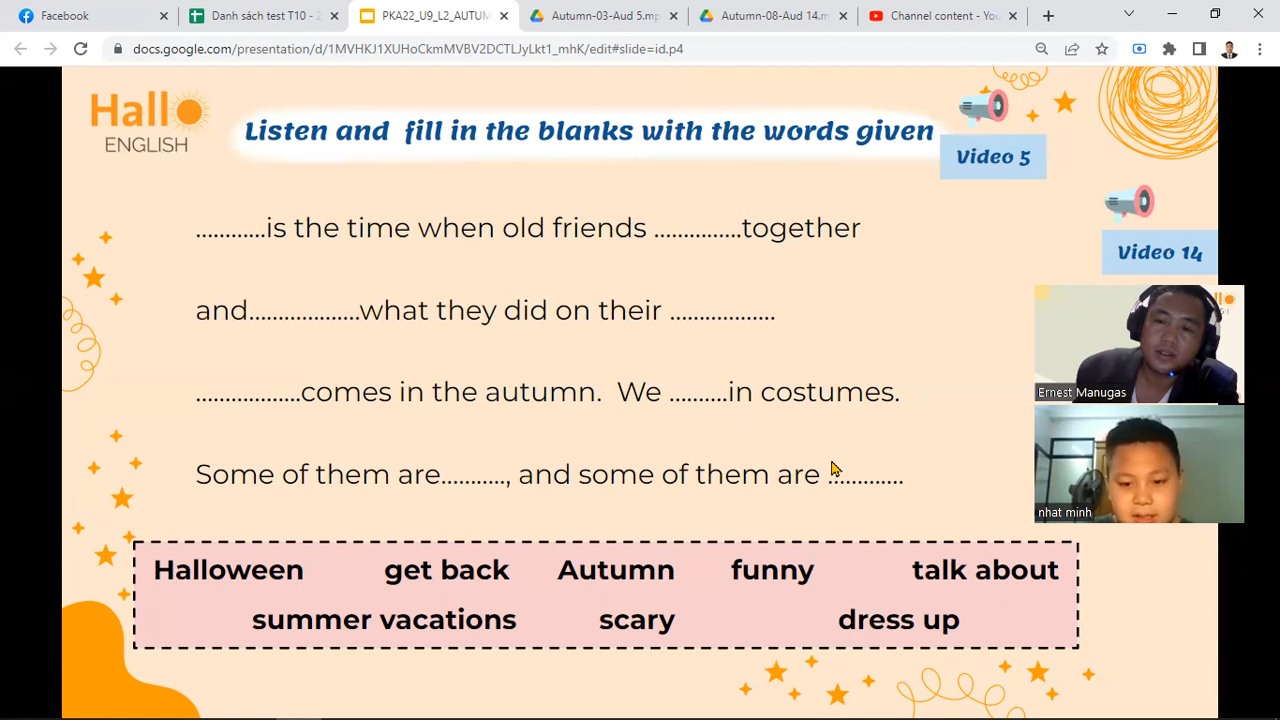 Facebook
Danh sách test T10 - 2
PKA22_U9_L2_AUTUM
Autumn-03-Aud 5.mp
Autumn-08-Aud 14.m
Channel content - You
docs.google.com/presentation/d/1MVHKJ1XUHoCkmMVBV2DCTLJyLkt1_mhK/edit#slide=id.p4
Hallo
ENGLISH
Listen and fill in the blanks with the words given
Video 5
Video 14
............is the time when old friends ...............together
and...................what they did on their ..................
..................comes in the autumn. We ..........in costumes.
Some of them are..........., and some of them are .............
Ernest Manugas
nhat minh
Halloween get back Autumn funny talk about
summer vacations scary dress up